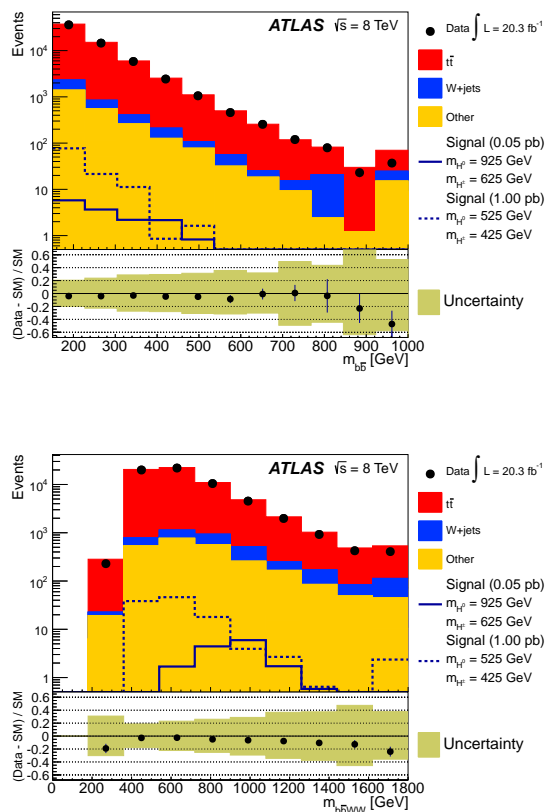 Events
10⁴
10³
10²
10
1
ATLAS √s = 8 TeV
Data ∫ L = 20.3 fb⁻¹
tt̄
W+jets
Other
Signal (0.05 pb)
m_H⁰ = 925 GeV
m_H± = 625 GeV
Signal (1.00 pb)
m_H⁰ = 525 GeV
m_H± = 425 GeV
(Data - SM) / SM
0.6
0.4
0.2
0
-0.2
-0.4
-0.6
Uncertainty
200 300 400 500 600 700 800 900 1000
m_bb̄ [GeV]
Events
10⁴
10³
10²
10
1
ATLAS √s = 8 TeV
Data ∫ L = 20.3 fb⁻¹
tt̄
W+jets
Other
Signal (0.05 pb)
m_H⁰ = 925 GeV
m_H± = 625 GeV
Signal (1.00 pb)
m_H⁰ = 525 GeV
m_H± = 425 GeV
(Data - SM) / SM
0.6
0.4
0.2
0
-0.2
-0.4
-0.6
Uncertainty
0 200 400 600 800 1000 1200 1400 1600 1800
m_bb̄WW [GeV]